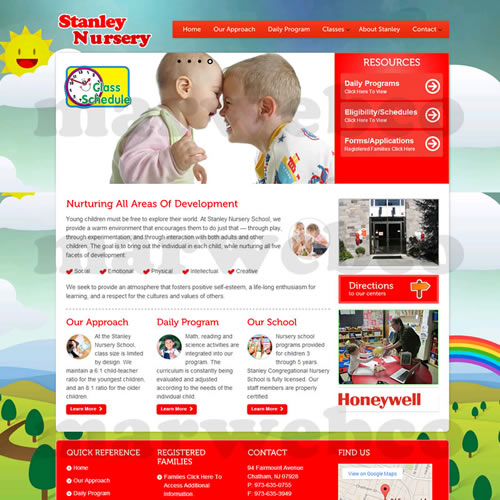 Stanley
Nursery
Home Our Approach Daily Program Classes About Stanley Contact
Class
Schedule
RESOURCES
Daily Programs
Click Here To View
Eligibility/Schedules
Click Here To View
Forms/Applications
Registered Families Click Here
Nurturing All Areas Of Development
Young children must be free to explore their world. At Stanley Nursery School, we
provide a warm environment that encourages them to do just that — through play,
through experimentation, and through interaction with both adults and other
children. The goal is to bring out the individual in each child, while nurturing all five
facets of development:
Social Emotional Physical Intellectual Creative
We seek to provide an atmosphere that fosters positive self-esteem, a life-long enthusiasm for
learning, and a respect for the cultures and values of others.
Directions
to our centers
Our Approach
At the Stanley
Nursery School,
class size is limited
by design. We
maintain a 6:1 child-teacher
ratio for the youngest children,
and an 8:1 ratio for the older
children.
Learn More
Daily Program
Math, reading and
science activities are
integrated into our
program. The
curriculum is constantly being
evaluated and adjusted
according to the needs of the
individual child.
Learn More
Our School
Nursery school
programs provided
for children 3
through 5 years.
Stanley Congregational Nursery
School is fully licensed. Our
staff members are properly
certified.
Learn More
Honeywell
QUICK REFERENCE
Home
Our Approach
Daily Program
REGISTERED
FAMILIES
Families Click Here To
Access Additional
Information
CONTACT
94 Fairmount Avenue
Chatham, NJ 07928
P: 973-635-0755
F: 973-635-3949
FIND US
View on Google Maps
marwebco
marwebco
marwebco